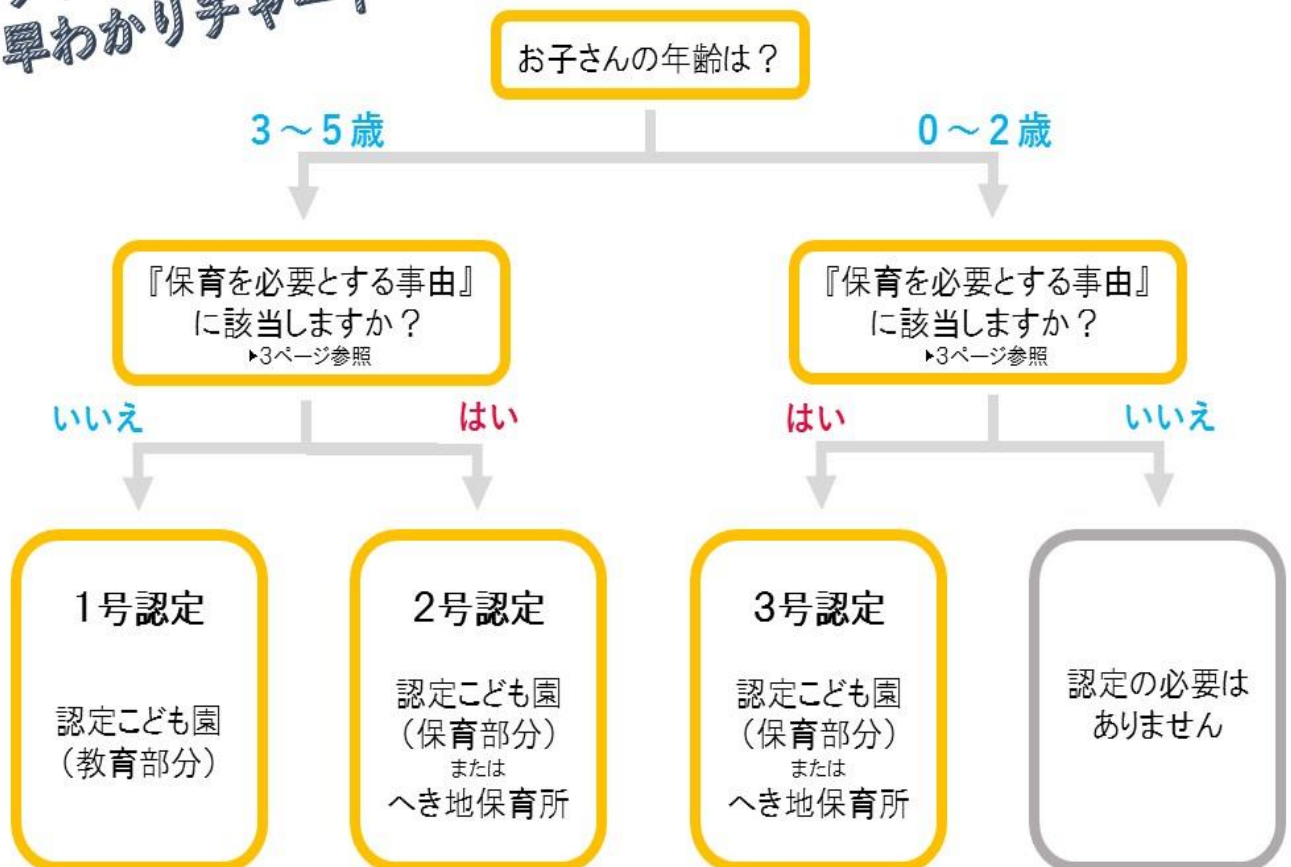 早わかりチャート
お子さんの年齢は？
3～5歳
0～2歳
『保育を必要とする事由』
に該当しますか？
▶3ページ参照
『保育を必要とする事由』
に該当しますか？
▶3ページ参照
いいえ
はい
はい
いいえ
1号認定
認定こども園
（教育部分）
2号認定
認定こども園
（保育部分）
または
へき地保育所
3号認定
認定こども園
（保育部分）
または
へき地保育所
認定の必要は
ありません